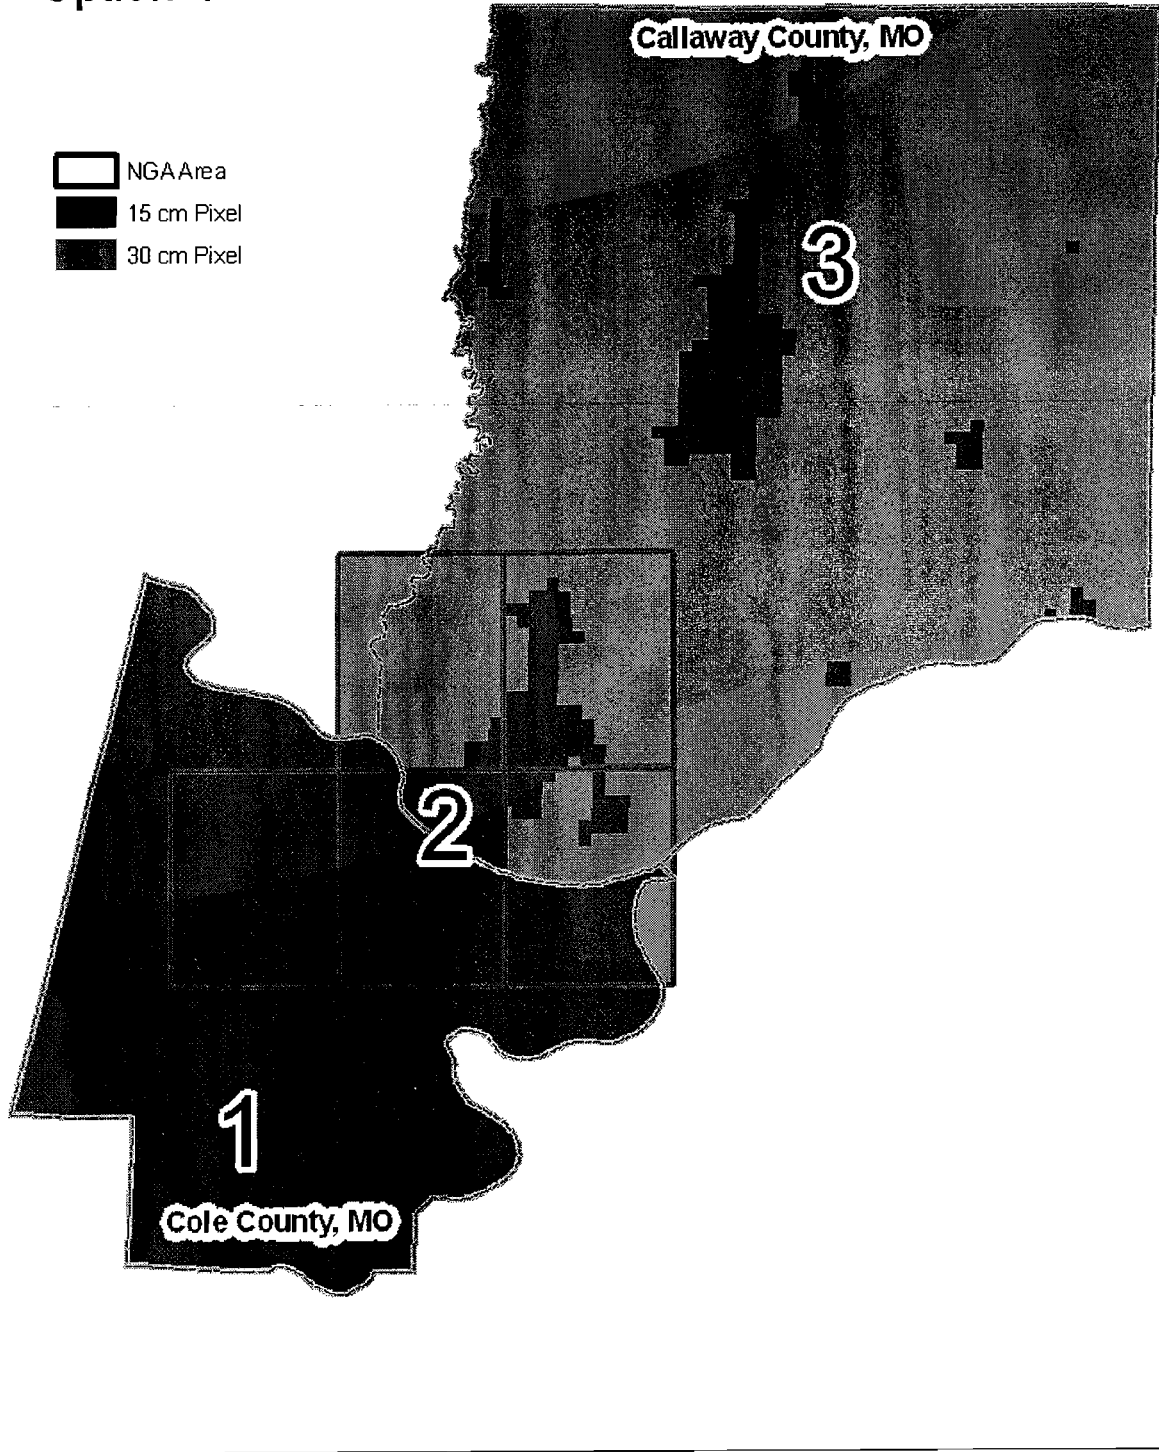 Callaway County, MO
NGA Area
15 cm Pixel
30 cm Pixel
3
2
1
Cole County, MO